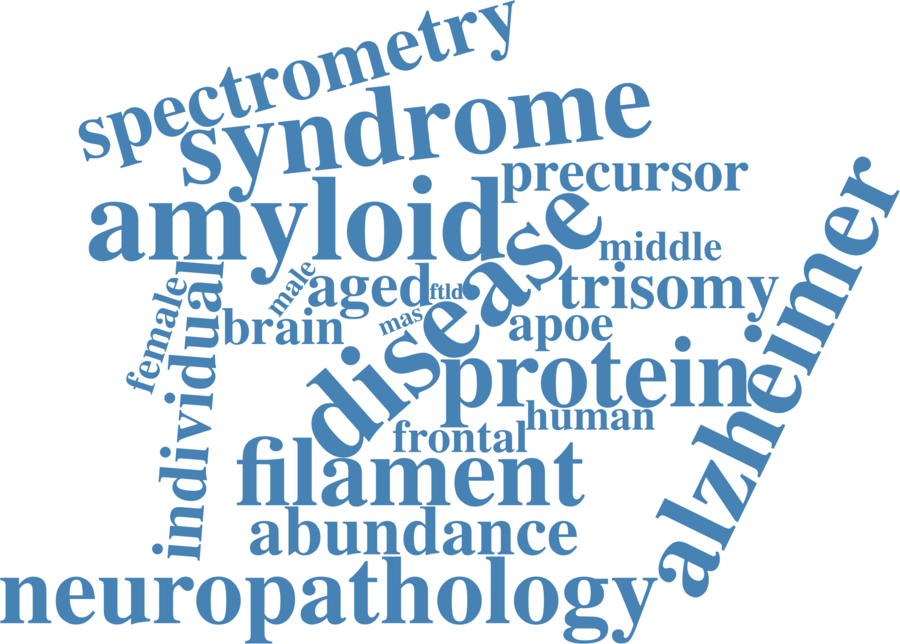 spectrometry
syndrome
precursor
amyloid
disease
alzheimer
middle
trisomy
female
individual
male
aged
ftld
brain
mas
apoe
protein
human
frontal
filament
abundance
neuropathology